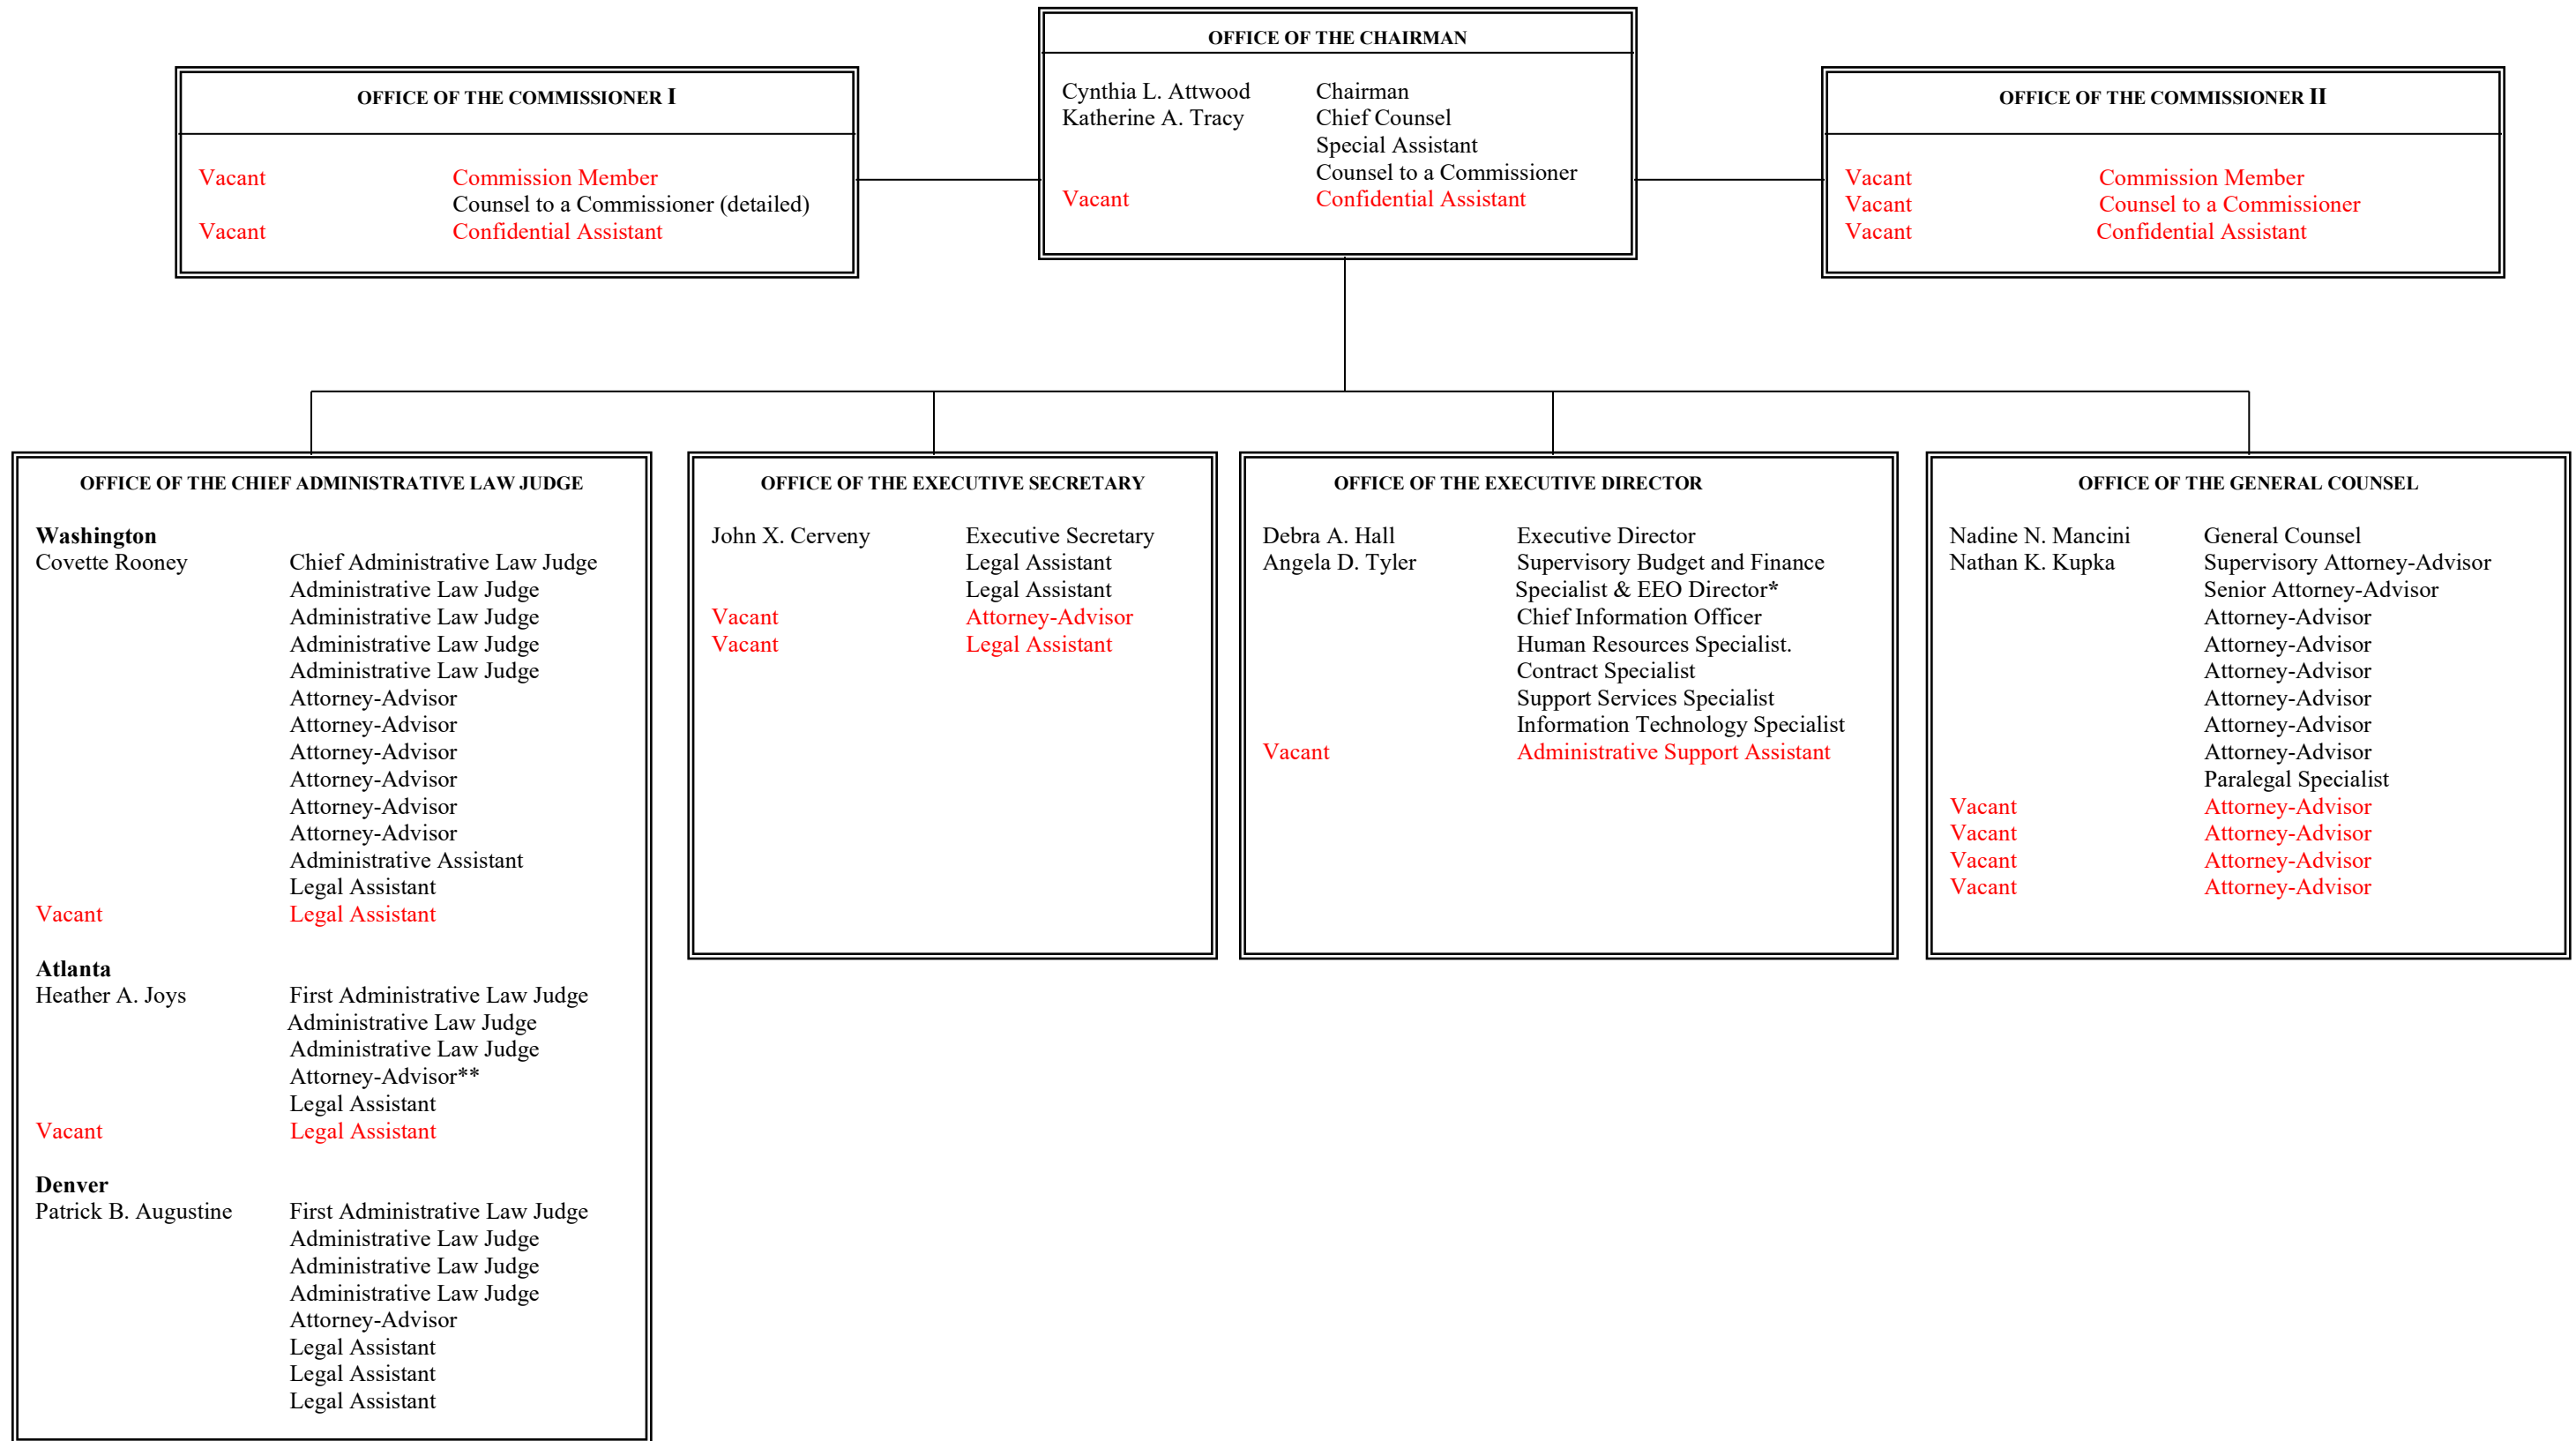 OFFICE OF THE CHAIRMAN
Cynthia L. Attwood Chairman
Katherine A. Tracy Chief Counsel
Special Assistant
Counsel to a Commissioner
Vacant Confidential Assistant
OFFICE OF THE COMMISSIONER I
Vacant Commission Member
Counsel to a Commissioner (detailed)
Vacant Confidential Assistant
OFFICE OF THE COMMISSIONER II
Vacant Commission Member
Vacant Counsel to a Commissioner
Vacant Confidential Assistant
OFFICE OF THE CHIEF ADMINISTRATIVE LAW JUDGE
Washington
Covette Rooney Chief Administrative Law Judge
Administrative Law Judge
Administrative Law Judge
Administrative Law Judge
Administrative Law Judge
Attorney-Advisor
Attorney-Advisor
Attorney-Advisor
Attorney-Advisor
Attorney-Advisor
Attorney-Advisor
Administrative Assistant
Legal Assistant
Vacant Legal Assistant
Atlanta
Heather A. Joys First Administrative Law Judge
Administrative Law Judge
Administrative Law Judge
Attorney-Advisor**
Legal Assistant
Vacant Legal Assistant
Denver
Patrick B. Augustine First Administrative Law Judge
Administrative Law Judge
Administrative Law Judge
Administrative Law Judge
Attorney-Advisor
Legal Assistant
Legal Assistant
Legal Assistant
OFFICE OF THE EXECUTIVE SECRETARY
John X. Cerveny Executive Secretary
Legal Assistant
Legal Assistant
Vacant Attorney-Advisor
Vacant Legal Assistant
OFFICE OF THE EXECUTIVE DIRECTOR
Debra A. Hall Executive Director
Angela D. Tyler Supervisory Budget and Finance
Specialist & EEO Director*
Chief Information Officer
Human Resources Specialist.
Contract Specialist
Support Services Specialist
Information Technology Specialist
Vacant Administrative Support Assistant
OFFICE OF THE GENERAL COUNSEL
Nadine N. Mancini General Counsel
Nathan K. Kupka Supervisory Attorney-Advisor
Senior Attorney-Advisor
Attorney-Advisor
Attorney-Advisor
Attorney-Advisor
Attorney-Advisor
Attorney-Advisor
Attorney-Advisor
Paralegal Specialist
Vacant Attorney-Advisor
Vacant Attorney-Advisor
Vacant Attorney-Advisor
Vacant Attorney-Advisor